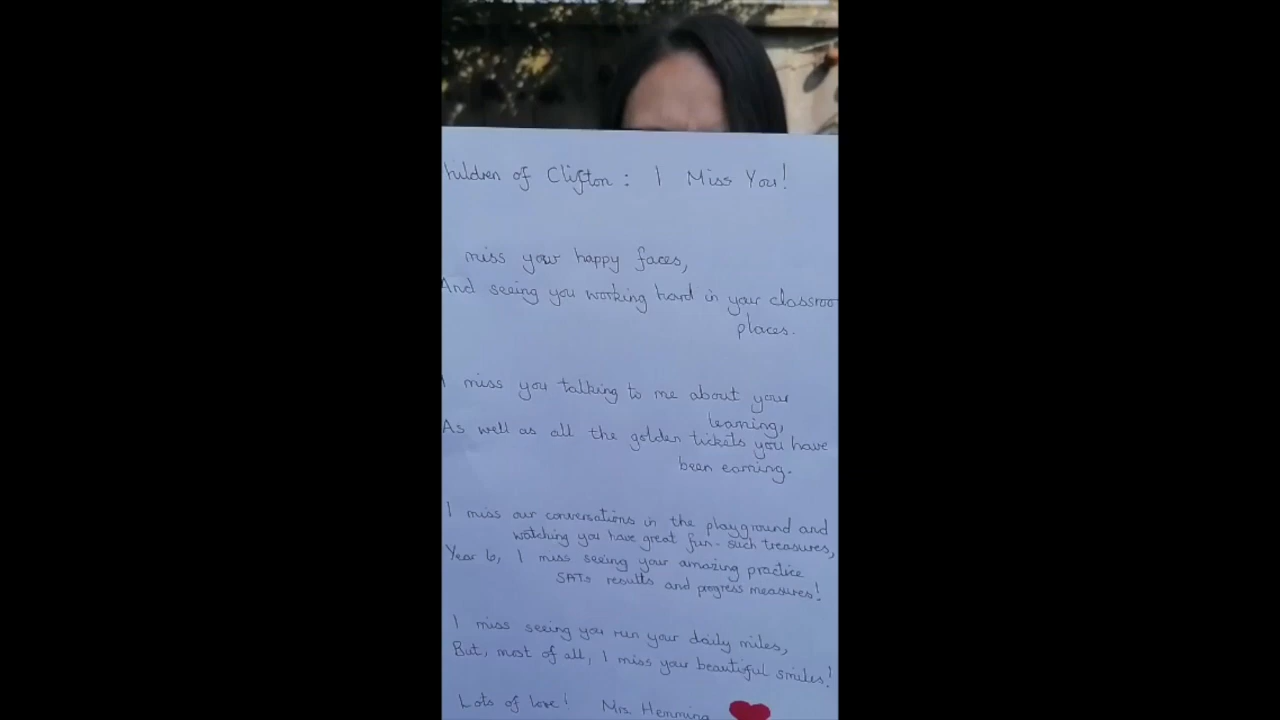 hildren of Clifton : I Miss You!
miss your happy faces,
And seeing you working hard in your classroo
places.
I miss you talking to me about your
learning,
As well as all the golden tickets you have
been earning.
I miss our conversations in the playground and
watching you have great fun - such treasures,
Year 6, I miss seeing your amazing practice
SATs results and progress measures!
I miss seeing you run your daily miles,
But, most of all, I miss your beautiful smiles!
Lots of love! Mrs. Hemming